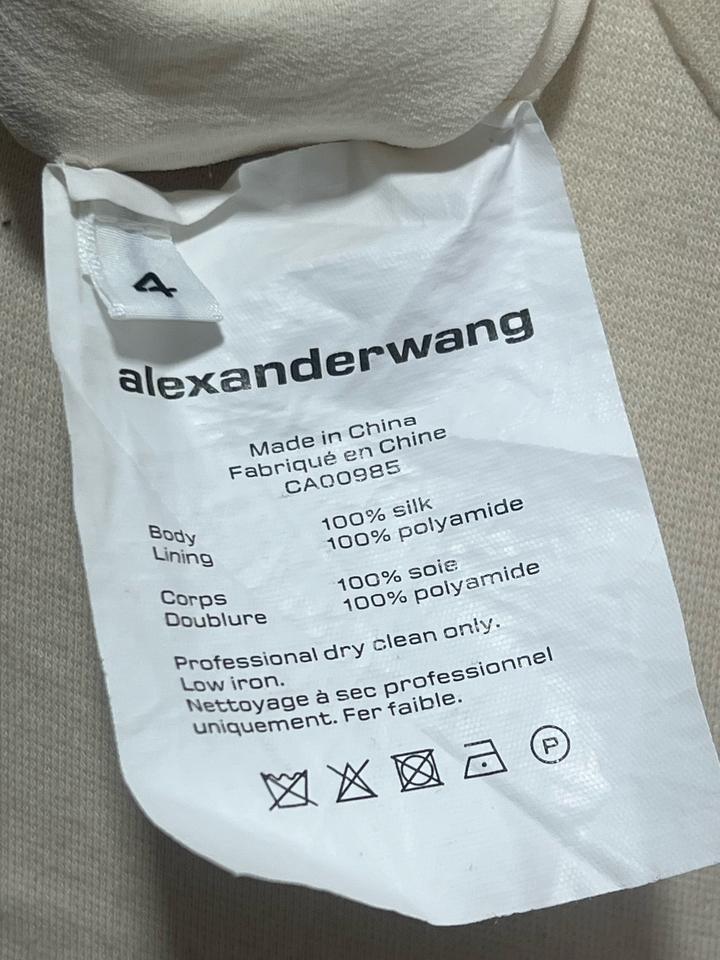 4
alexanderwang
Made in China
Fabriqué en Chine
CA00985
Body 100% silk
Lining 100% polyamide
Corps 100% soie
Doublure 100% polyamide
Professional dry clean only.
Low iron.
Nettoyage à sec professionnel
uniquement. Fer faible.
P